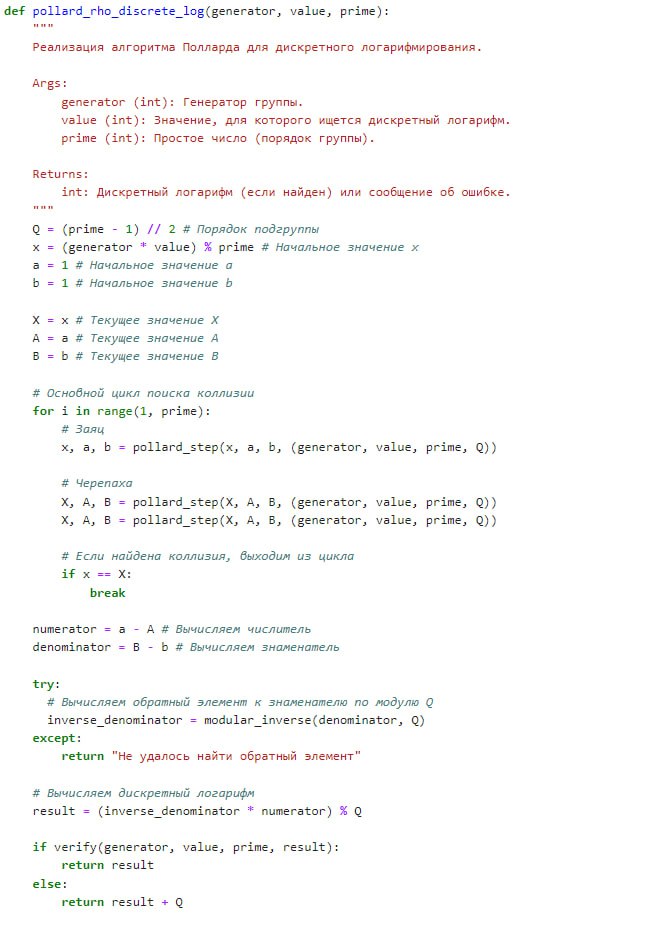 def pollard_rho_discrete_log(generator, value, prime):
    """
    Реализация алгоритма Полларда для дискретного логарифмирования.

    Args:
        generator (int): Генератор группы.
        value (int): Значение, для которого ищется дискретный логарифм.
        prime (int): Простое число (порядок группы).

    Returns:
        int: Дискретный логарифм (если найден) или сообщение об ошибке.
    """
    Q = (prime - 1) // 2 # Порядок подгруппы
    x = (generator * value) % prime # Начальное значение x
    a = 1 # Начальное значение a
    b = 1 # Начальное значение b

    X = x # Текущее значение X
    A = a # Текущее значение A
    B = b # Текущее значение B

    # Основной цикл поиска коллизии
    for i in range(1, prime):
        # Заяц
        x, a, b = pollard_step(x, a, b, (generator, value, prime, Q))

        # Черепаха
        X, A, B = pollard_step(X, A, B, (generator, value, prime, Q))
        X, A, B = pollard_step(X, A, B, (generator, value, prime, Q))

        # Если найдена коллизия, выходим из цикла
        if x == X:
            break

    numerator = a - A # Вычисляем числитель
    denominator = B - b # Вычисляем знаменатель

    try:
      # Вычисляем обратный элемент к знаменателю по модулю Q
      inverse_denominator = modular_inverse(denominator, Q)
    except:
        return "Не удалось найти обратный элемент"

    # Вычисляем дискретный логарифм
    result = (inverse_denominator * numerator) % Q

    if verify(generator, value, prime, result):
        return result
    else:
        return result + Q